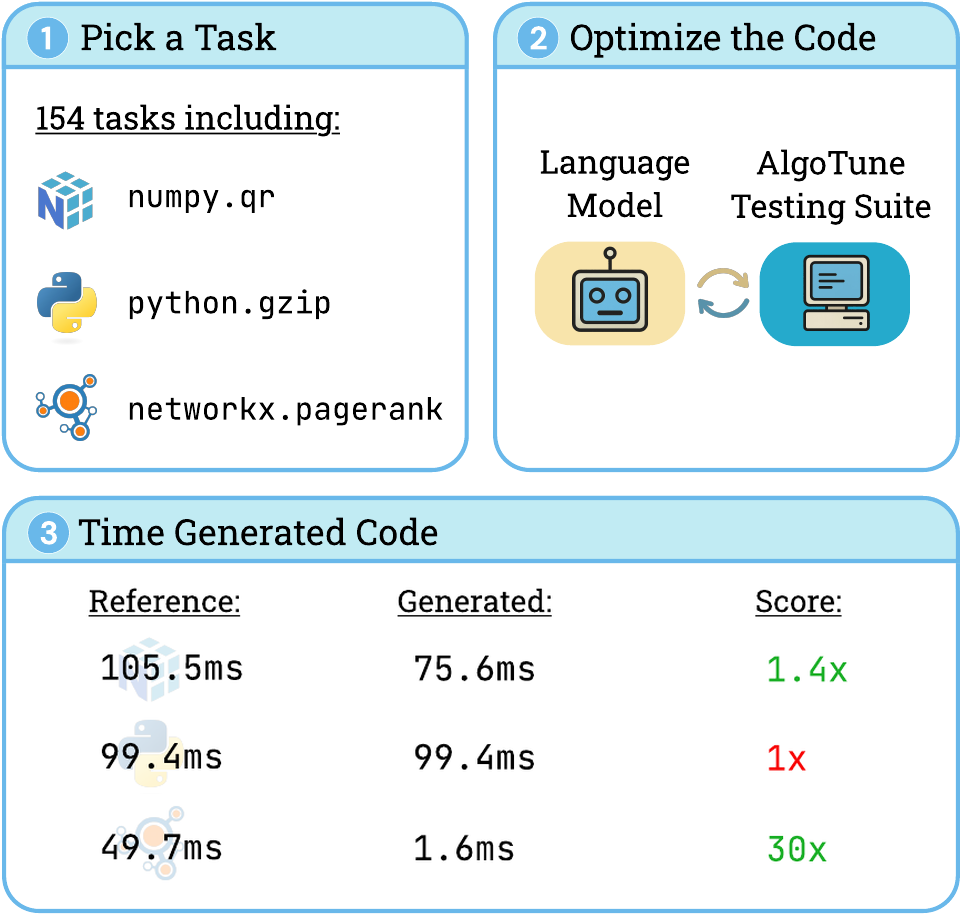 1 Pick a Task
154 tasks including:
numpy.qr
python.gzip
networkx.pagerank
2 Optimize the Code
Language
Model
AlgoTune
Testing Suite
3 Time Generated Code
Reference: Generated: Score:
105.5ms 75.6ms 1.4x
99.4ms 99.4ms 1x
49.7ms 1.6ms 30x